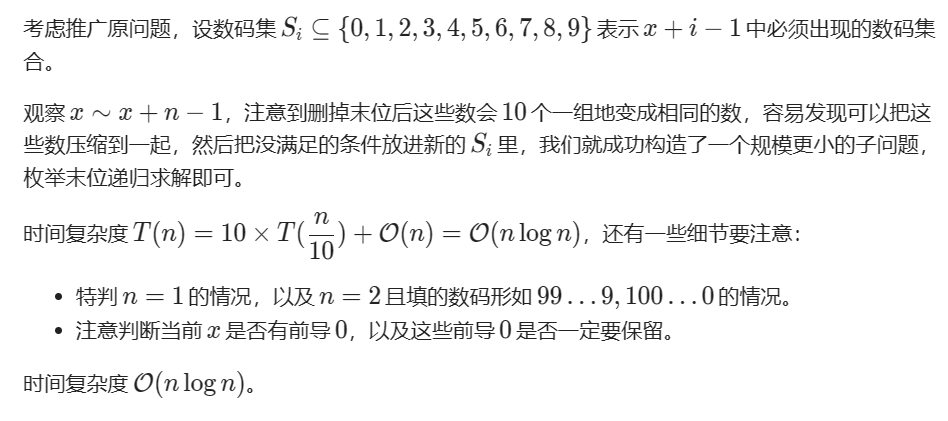 考虑推广原问题，设数码集 $S_i \subseteq \{0,1,2,3,4,5,6,7,8,9\}$ 表示 $x+i-1$ 中必须出现的数码集
合。
观察 $x \sim x+n-1$，注意到删掉末位后这些数会 $10$ 个一组地变成相同的数，容易发现可以把这
些数压缩到一起，然后把没满足的条件放进新的 $S_i$ 里，我们就成功构造了一个规模更小的子问题，
枚举末位递归求解即可。
时间复杂度 $T(n) = 10 \times T(\frac{n}{10}) + \mathcal{O}(n) = \mathcal{O}(n \log n)$，还有一些细节要注意：
• 特判 $n = 1$ 的情况，以及 $n = 2$ 且填的数码形如 $99\ldots9, 100\ldots0$ 的情况。
• 注意判断当前 $x$ 是否有前导 $0$，以及这些前导 $0$ 是否一定要保留。
时间复杂度 $\mathcal{O}(n \log n)$。